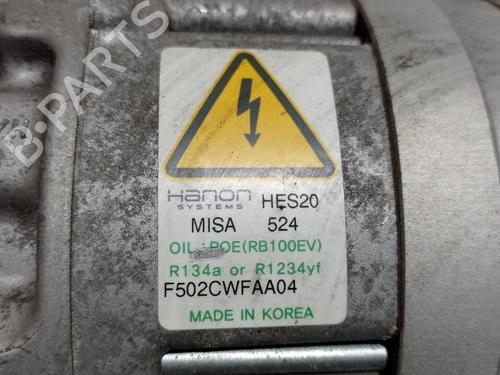 B-PARTS
Hanon HES20
SYSTEMS
MISA 524
OIL : POE(RB100EV)
R134a or R1234yf
F502CWFAA04
MADE IN KOREA